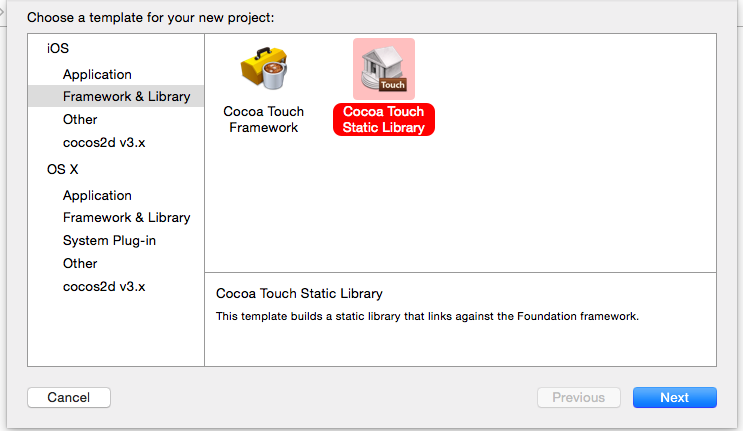 Choose a template for your new project:
iOS
Application
Framework & Library
Other
cocos2d v3.x
OS X
Application
Framework & Library
System Plug-in
Other
cocos2d v3.x
Cocoa Touch
Framework
Touch
Cocoa Touch
Static Library
Cocoa Touch Static Library
This template builds a static library that links against the Foundation framework.
Cancel
Previous
Next